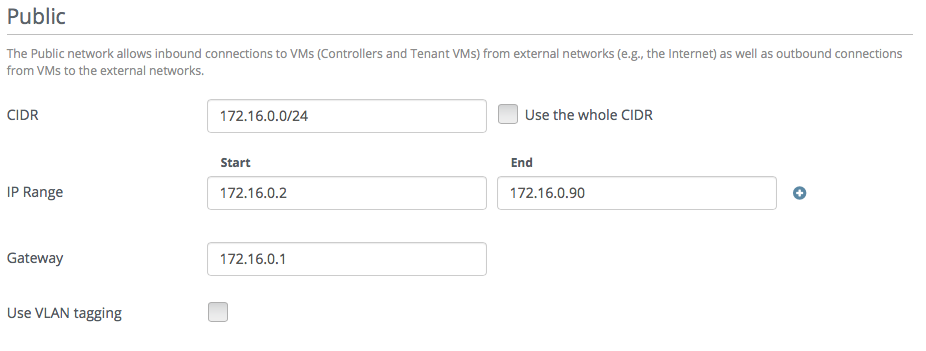 Public
The Public network allows inbound connections to VMs (Controllers and Tenant VMs) from external networks (e.g., the Internet) as well as outbound connections
from VMs to the external networks.
CIDR 172.16.0.0/24 Use the whole CIDR
Start End
IP Range 172.16.0.2 172.16.0.90
Gateway 172.16.0.1
Use VLAN tagging